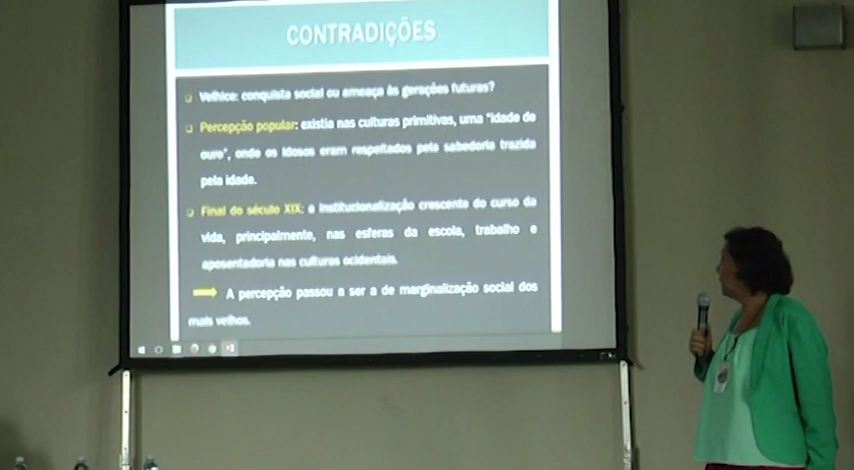 CONTRADIÇÕES
Velhice: conquista social ou ameaça às gerações futuras?
Percepção popular: existia nas culturas primitivas, uma "idade de
ouro", onde os idosos eram respeitados pela sabedoria trazida
pela idade.
Final do século XIX: a institucionalização crescente do curso da
vida, principalmente, nas esferas da escola, trabalho e
aposentadoria nas culturas ocidentais.
A percepção passou a ser a de marginalização social dos
mais velhos.